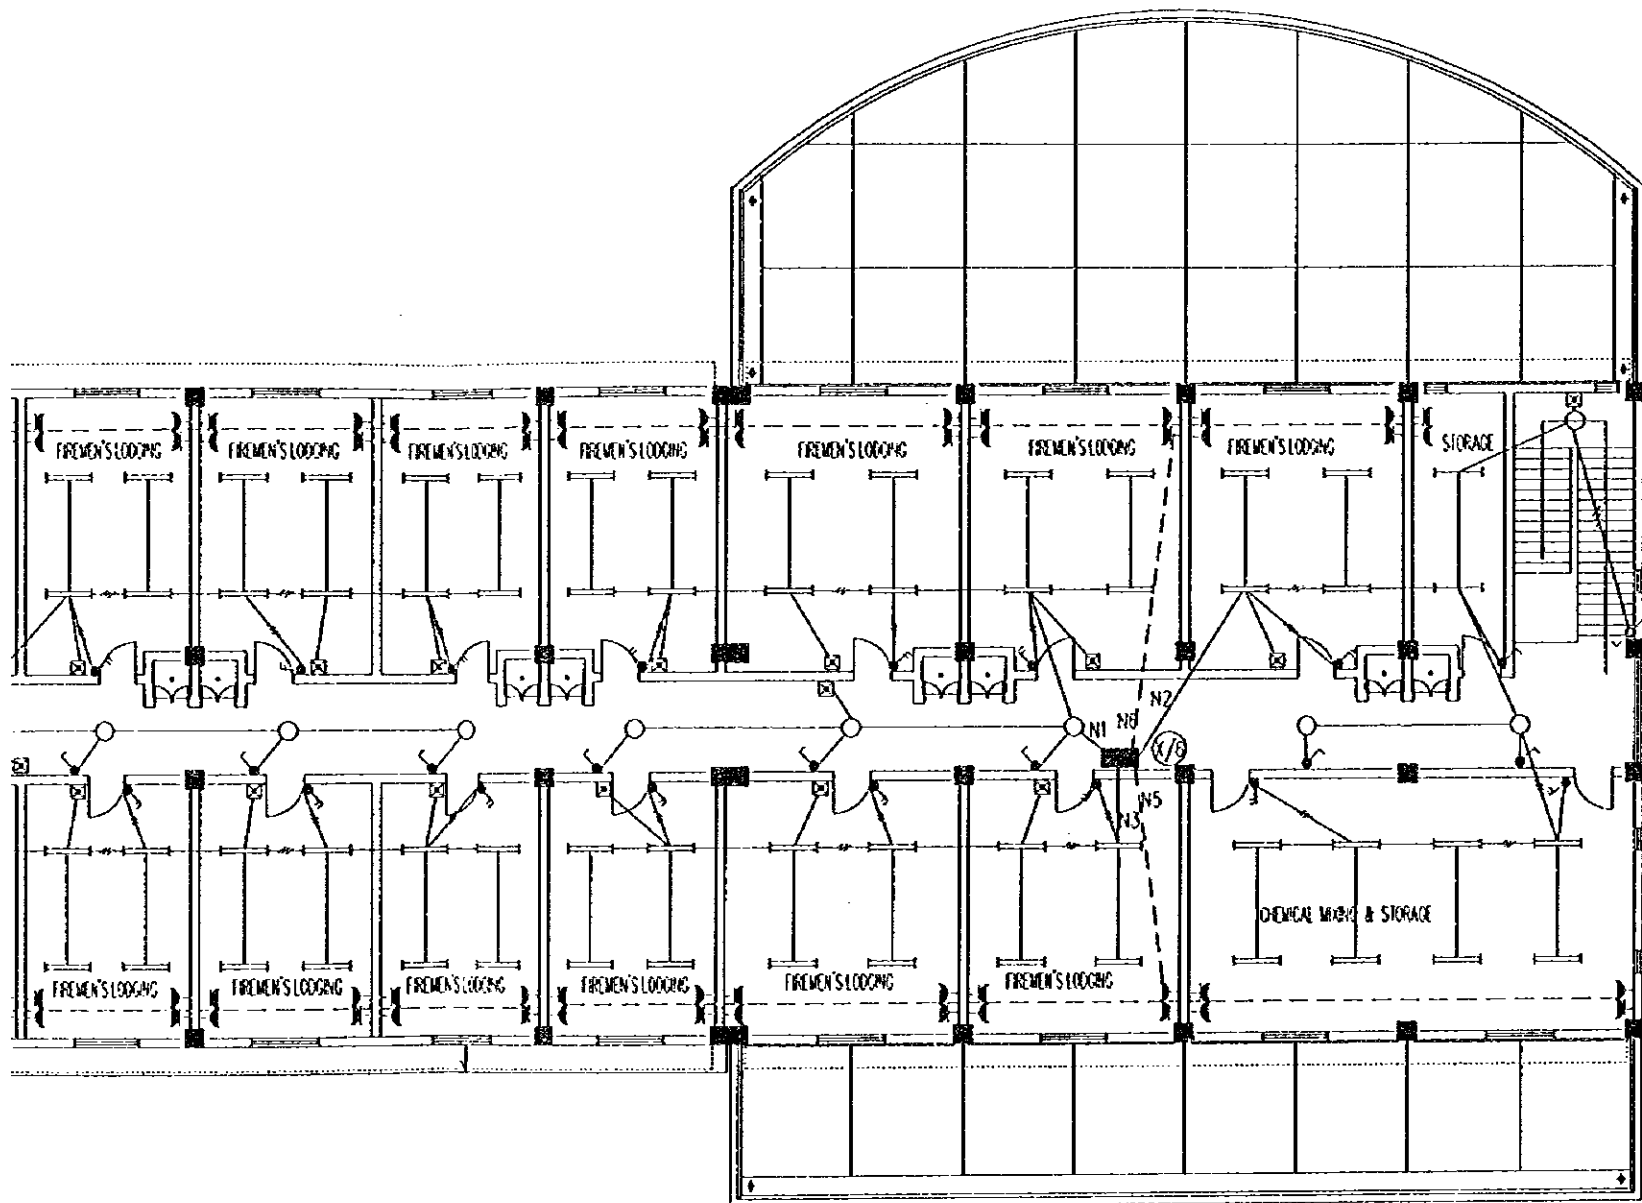 FIREMEN'S LODGING
FIREMEN'S LODGING
FIREMEN'S LODGING
FIREMEN'S LODGING
FIREMEN'S LODGING
FIREMEN'S LODGING
FIREMEN'S LODGING
STORAGE
N2
N1
N6
X/6
N5
N3
CHEMICAL MIXING & STORAGE
FIREMEN'S LODGING
FIREMEN'S LODGING
FIREMEN'S LODGING
FIREMEN'S LODGING
FIREMEN'S LODGING
FIREMEN'S LODGING